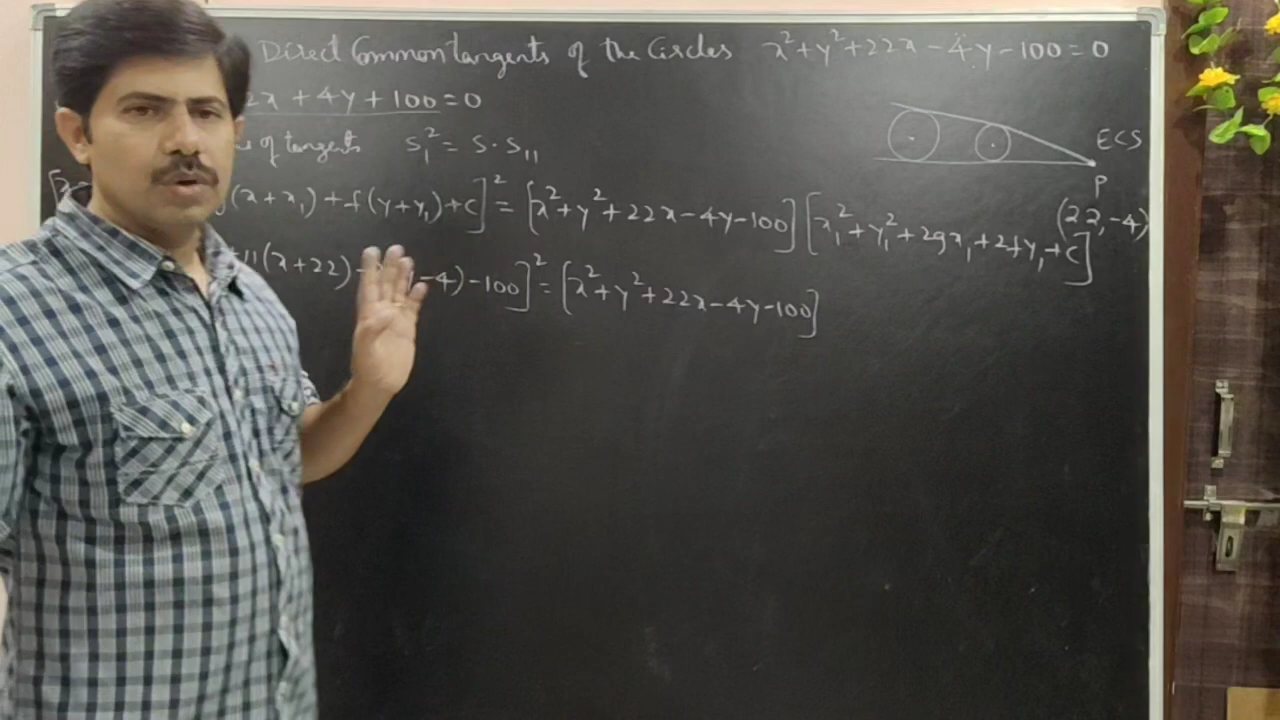 Direct Common tangents of the Circles x²+y²+22x-4y-100=0
2x+4y+100=0
of tangents S₁²=S·S₁₁
ECS
P
(22,-4)
(x+x₁)+f(y+y₁)+c]²=[x²+y²+22x-4y-100][x₁²+y₁²+2gx₁+2fy₁+c]
+11(x+22)- -4)-100]²=[x²+y²+22x-4y-100]